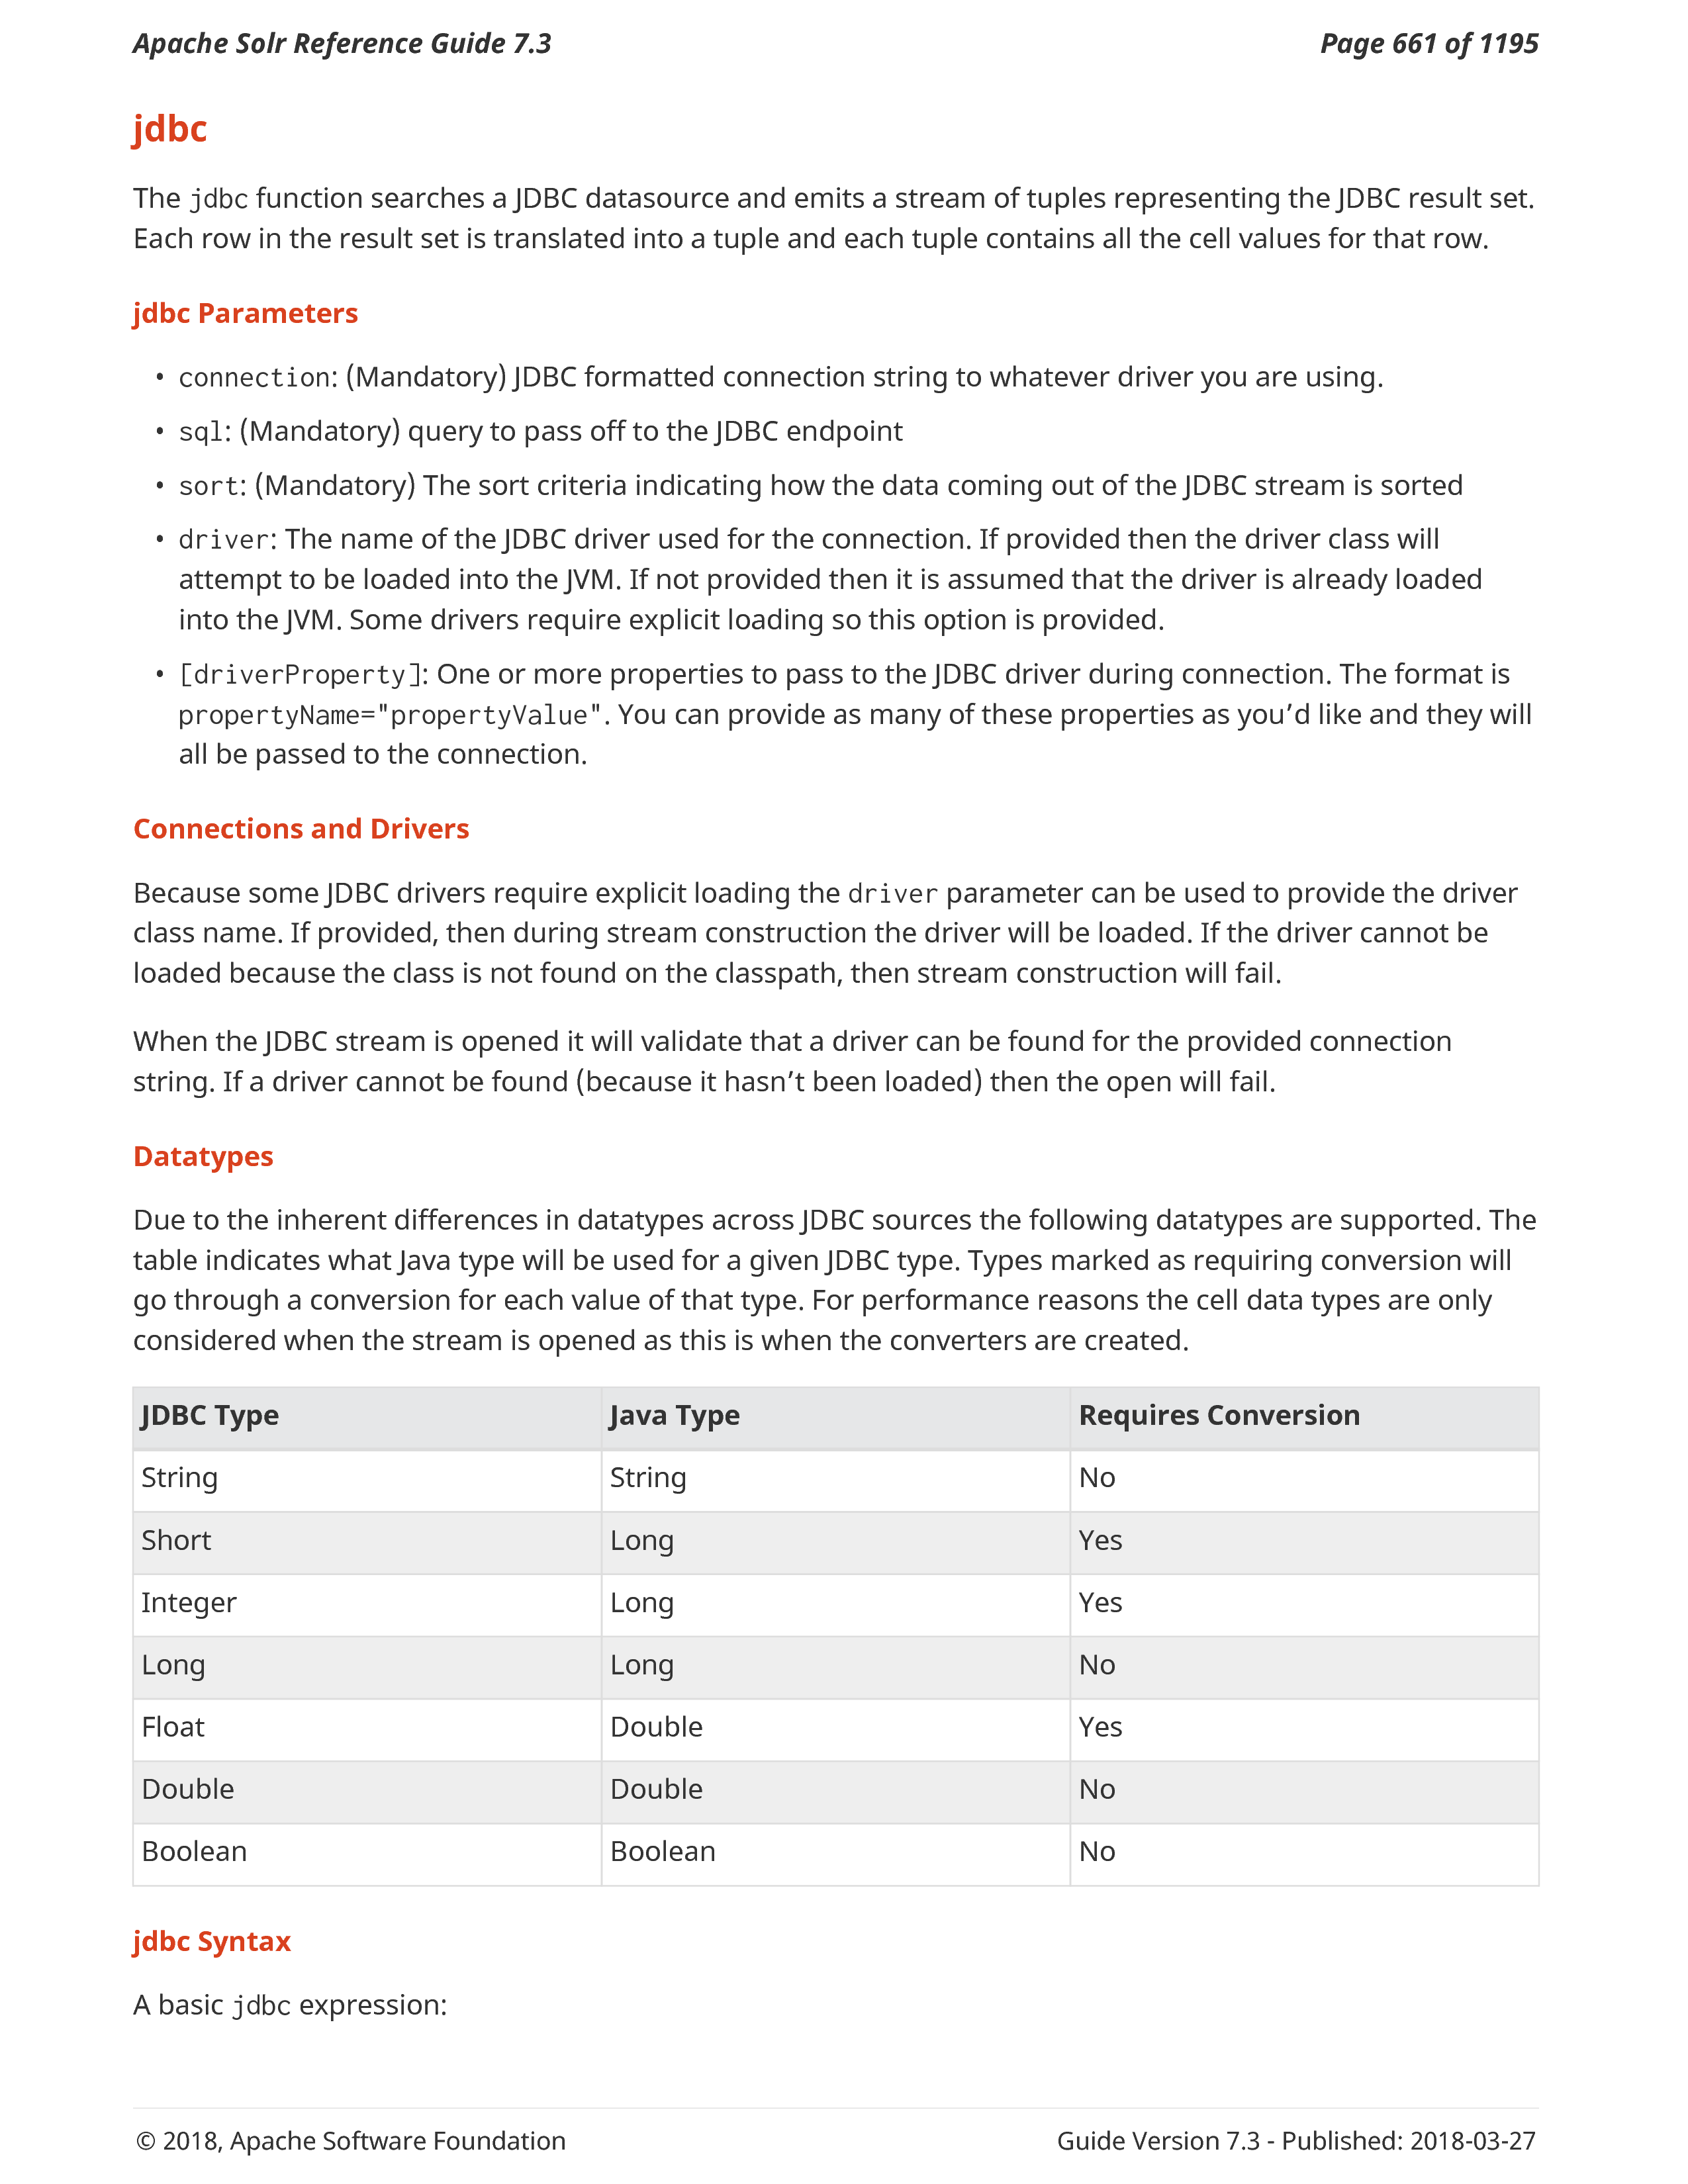 Apache Solr Reference Guide 7.3 Page 661 of 1195
jdbc
The jdbc function searches a JDBC datasource and emits a stream of tuples representing the JDBC result set.
Each row in the result set is translated into a tuple and each tuple contains all the cell values for that row.
jdbc Parameters
• connection: (Mandatory) JDBC formatted connection string to whatever driver you are using.
• sql: (Mandatory) query to pass off to the JDBC endpoint
• sort: (Mandatory) The sort criteria indicating how the data coming out of the JDBC stream is sorted
• driver: The name of the JDBC driver used for the connection. If provided then the driver class will
attempt to be loaded into the JVM. If not provided then it is assumed that the driver is already loaded
into the JVM. Some drivers require explicit loading so this option is provided.
• [driverProperty]: One or more properties to pass to the JDBC driver during connection. The format is
propertyName="propertyValue". You can provide as many of these properties as you’d like and they will
all be passed to the connection.
Connections and Drivers
Because some JDBC drivers require explicit loading the driver parameter can be used to provide the driver
class name. If provided, then during stream construction the driver will be loaded. If the driver cannot be
loaded because the class is not found on the classpath, then stream construction will fail.
When the JDBC stream is opened it will validate that a driver can be found for the provided connection
string. If a driver cannot be found (because it hasn’t been loaded) then the open will fail.
Datatypes
Due to the inherent differences in datatypes across JDBC sources the following datatypes are supported. The
table indicates what Java type will be used for a given JDBC type. Types marked as requiring conversion will
go through a conversion for each value of that type. For performance reasons the cell data types are only
considered when the stream is opened as this is when the converters are created.
JDBC Type Java Type Requires Conversion
String String No
Short Long Yes
Integer Long Yes
Long Long No
Float Double Yes
Double Double No
Boolean Boolean No
jdbc Syntax
A basic jdbc expression:
© 2018, Apache Software Foundation Guide Version 7.3 - Published: 2018-03-27